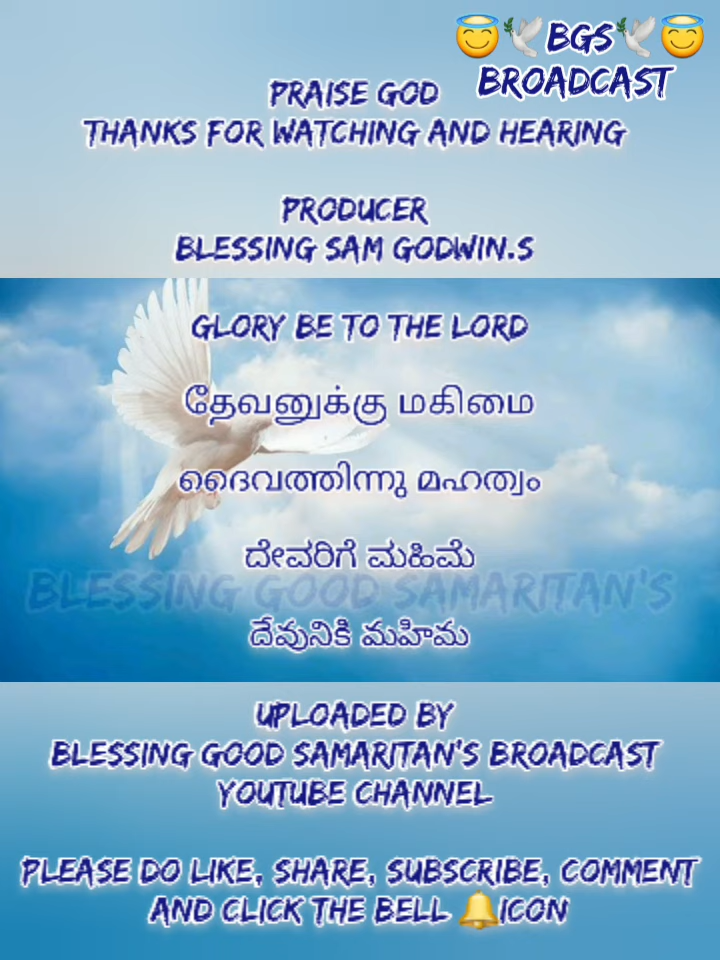 😇🕊BGS🕊😇
BROADCAST
PRAISE GOD
THANKS FOR WATCHING AND HEARING
PRODUCER
BLESSING SAM GODWIN.S
GLORY BE TO THE LORD
தேவனுக்கு மகிமை
ദൈവത്തിന്നു മഹത്വം
ದೇವರಿಗೆ ಮಹಿಮೆ
BLESSING GOOD SAMARITAN'S
దేవునికి మహిమ
UPLOADED BY
BLESSING GOOD SAMARITAN'S BROADCAST
YOUTUBE CHANNEL
PLEASE DO LIKE, SHARE, SUBSCRIBE, COMMENT
AND CLICK THE BELL 🔔ICON